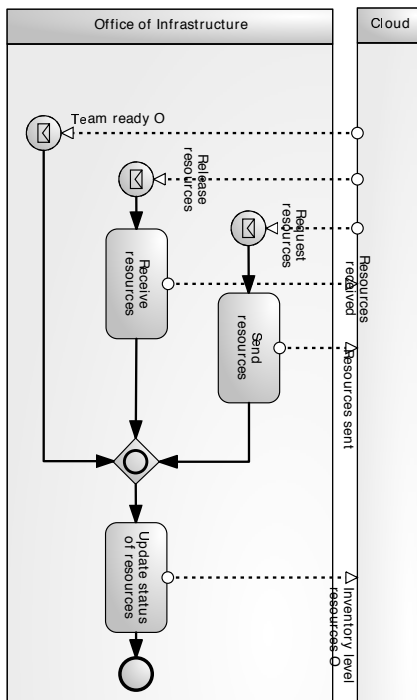 Office of Infrastructure
Cloud
Team ready O
Release
resources
Request
resources
Receive
resources
Resources
received
Send
resources
Resources sent
Update status
of resources
Inventory level
resources O